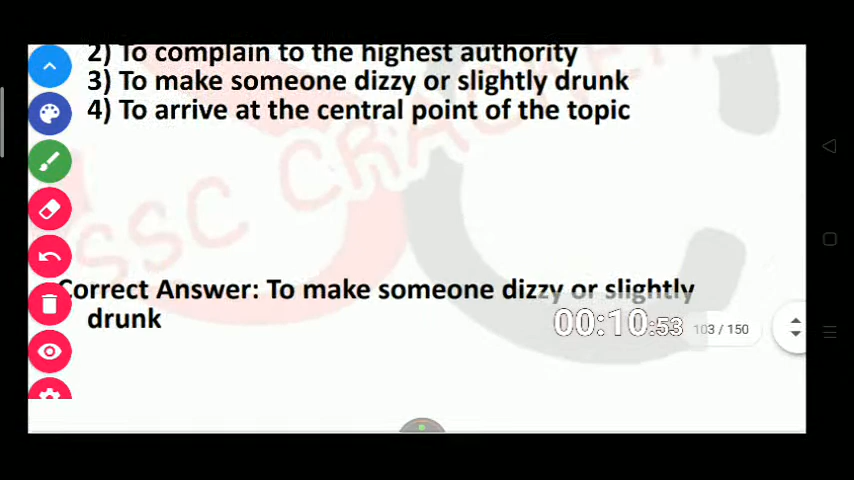 2) To complain to the highest authority
3) To make someone dizzy or slightly drunk
4) To arrive at the central point of the topic
SSC CRACKER
Correct Answer: To make someone dizzy or slightly
drunk
00:10:53
103 / 150